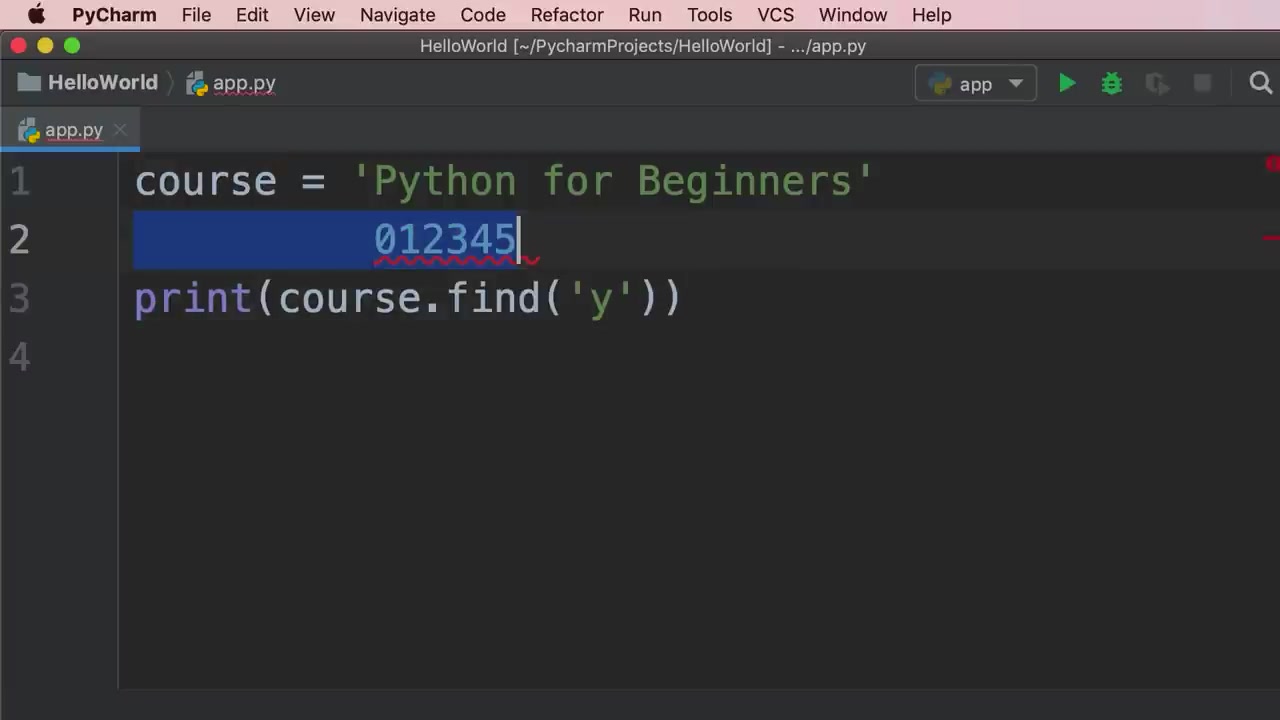 PyCharm File Edit View Navigate Code Refactor Run Tools VCS Window Help
HelloWorld [~/PycharmProjects/HelloWorld] - .../app.py
HelloWorld app.py app
app.py
1 course = 'Python for Beginners'
2 012345
3 print(course.find('y'))
4